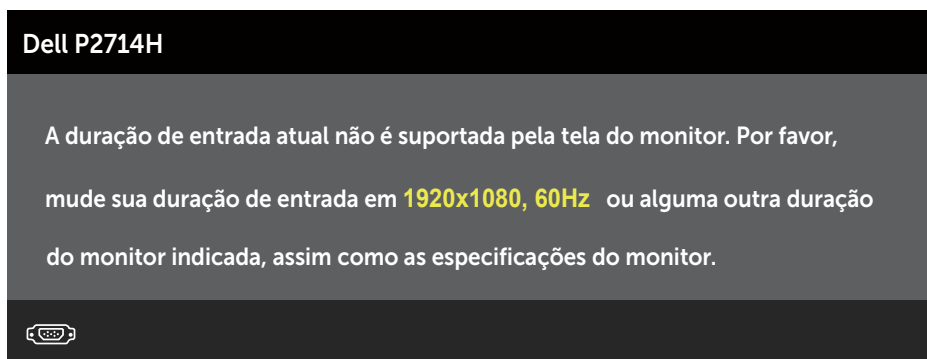 Dell P2714H
A duração de entrada atual não é suportada pela tela do monitor. Por favor,
mude sua duração de entrada em 1920x1080, 60Hz ou alguma outra duração
do monitor indicada, assim como as especificações do monitor.